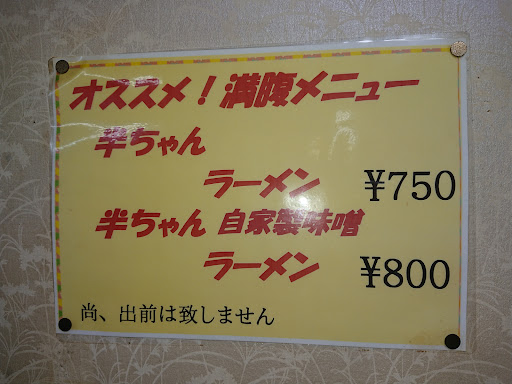 オススメ！満腹メニュー
半ちゃん
ラーメン ¥750
半ちゃん 自家製味噌
ラーメン ¥800
尚、出前は致しません